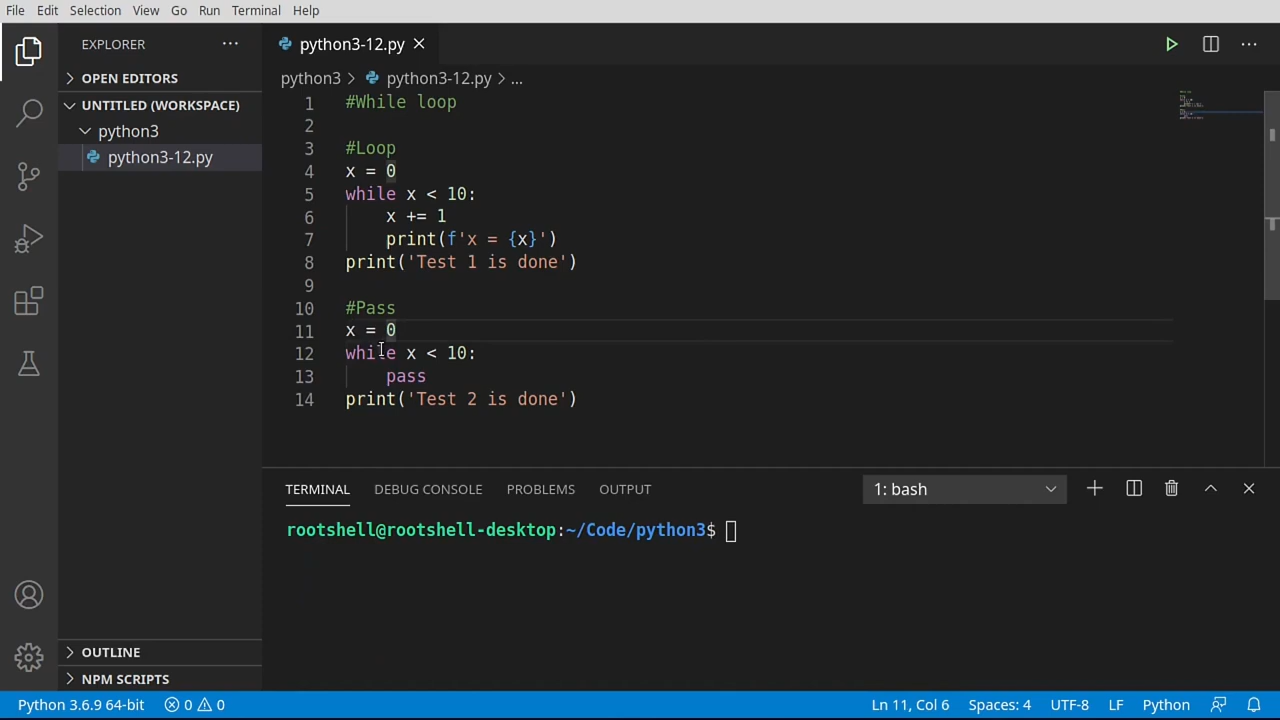 File Edit Selection View Go Run Terminal Help
EXPLORER ...
python3-12.py
OPEN EDITORS
UNTITLED (WORKSPACE)
python3
python3-12.py
OUTLINE
NPM SCRIPTS
python3 > python3-12.py > ...
1 #While loop
2
3 #Loop
4 x = 0
5 while x < 10:
6     x += 1
7     print(f'x = {x}')
8 print('Test 1 is done')
9
10 #Pass
11 x = 0
12 while x < 10:
13     pass
14 print('Test 2 is done')
TERMINAL DEBUG CONSOLE PROBLEMS OUTPUT 1: bash
rootshell@rootshell-desktop:~/Code/python3$
Python 3.6.9 64-bit 0 0 Ln 11, Col 6 Spaces: 4 UTF-8 LF Python